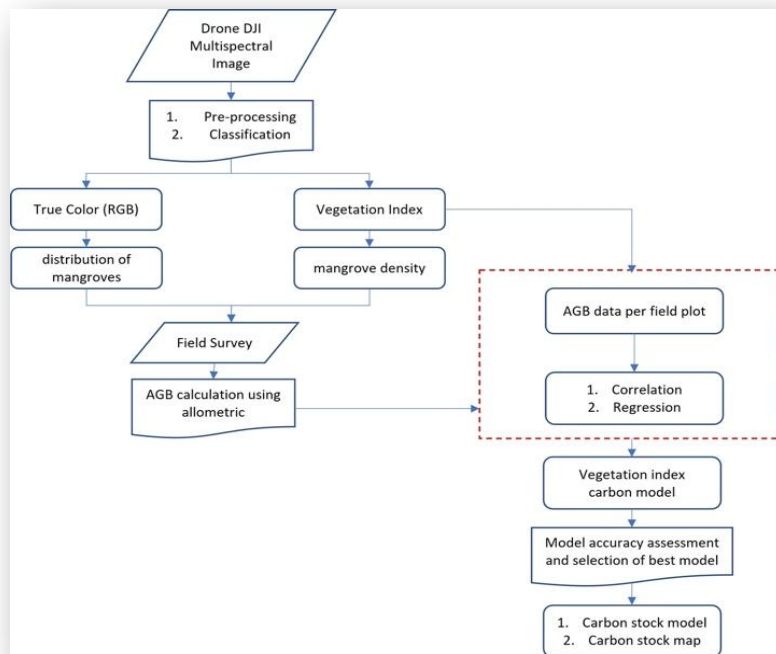 Drone DJI
Multispectral
Image
1. Pre-processing
2. Classification
True Color (RGB)
Vegetation Index
distribution of
mangroves
mangrove density
AGB data per field plot
Field Survey
AGB calculation using
allometric
1. Correlation
2. Regression
Vegetation index
carbon model
Model accuracy assessment
and selection of best model
1. Carbon stock model
2. Carbon stock map